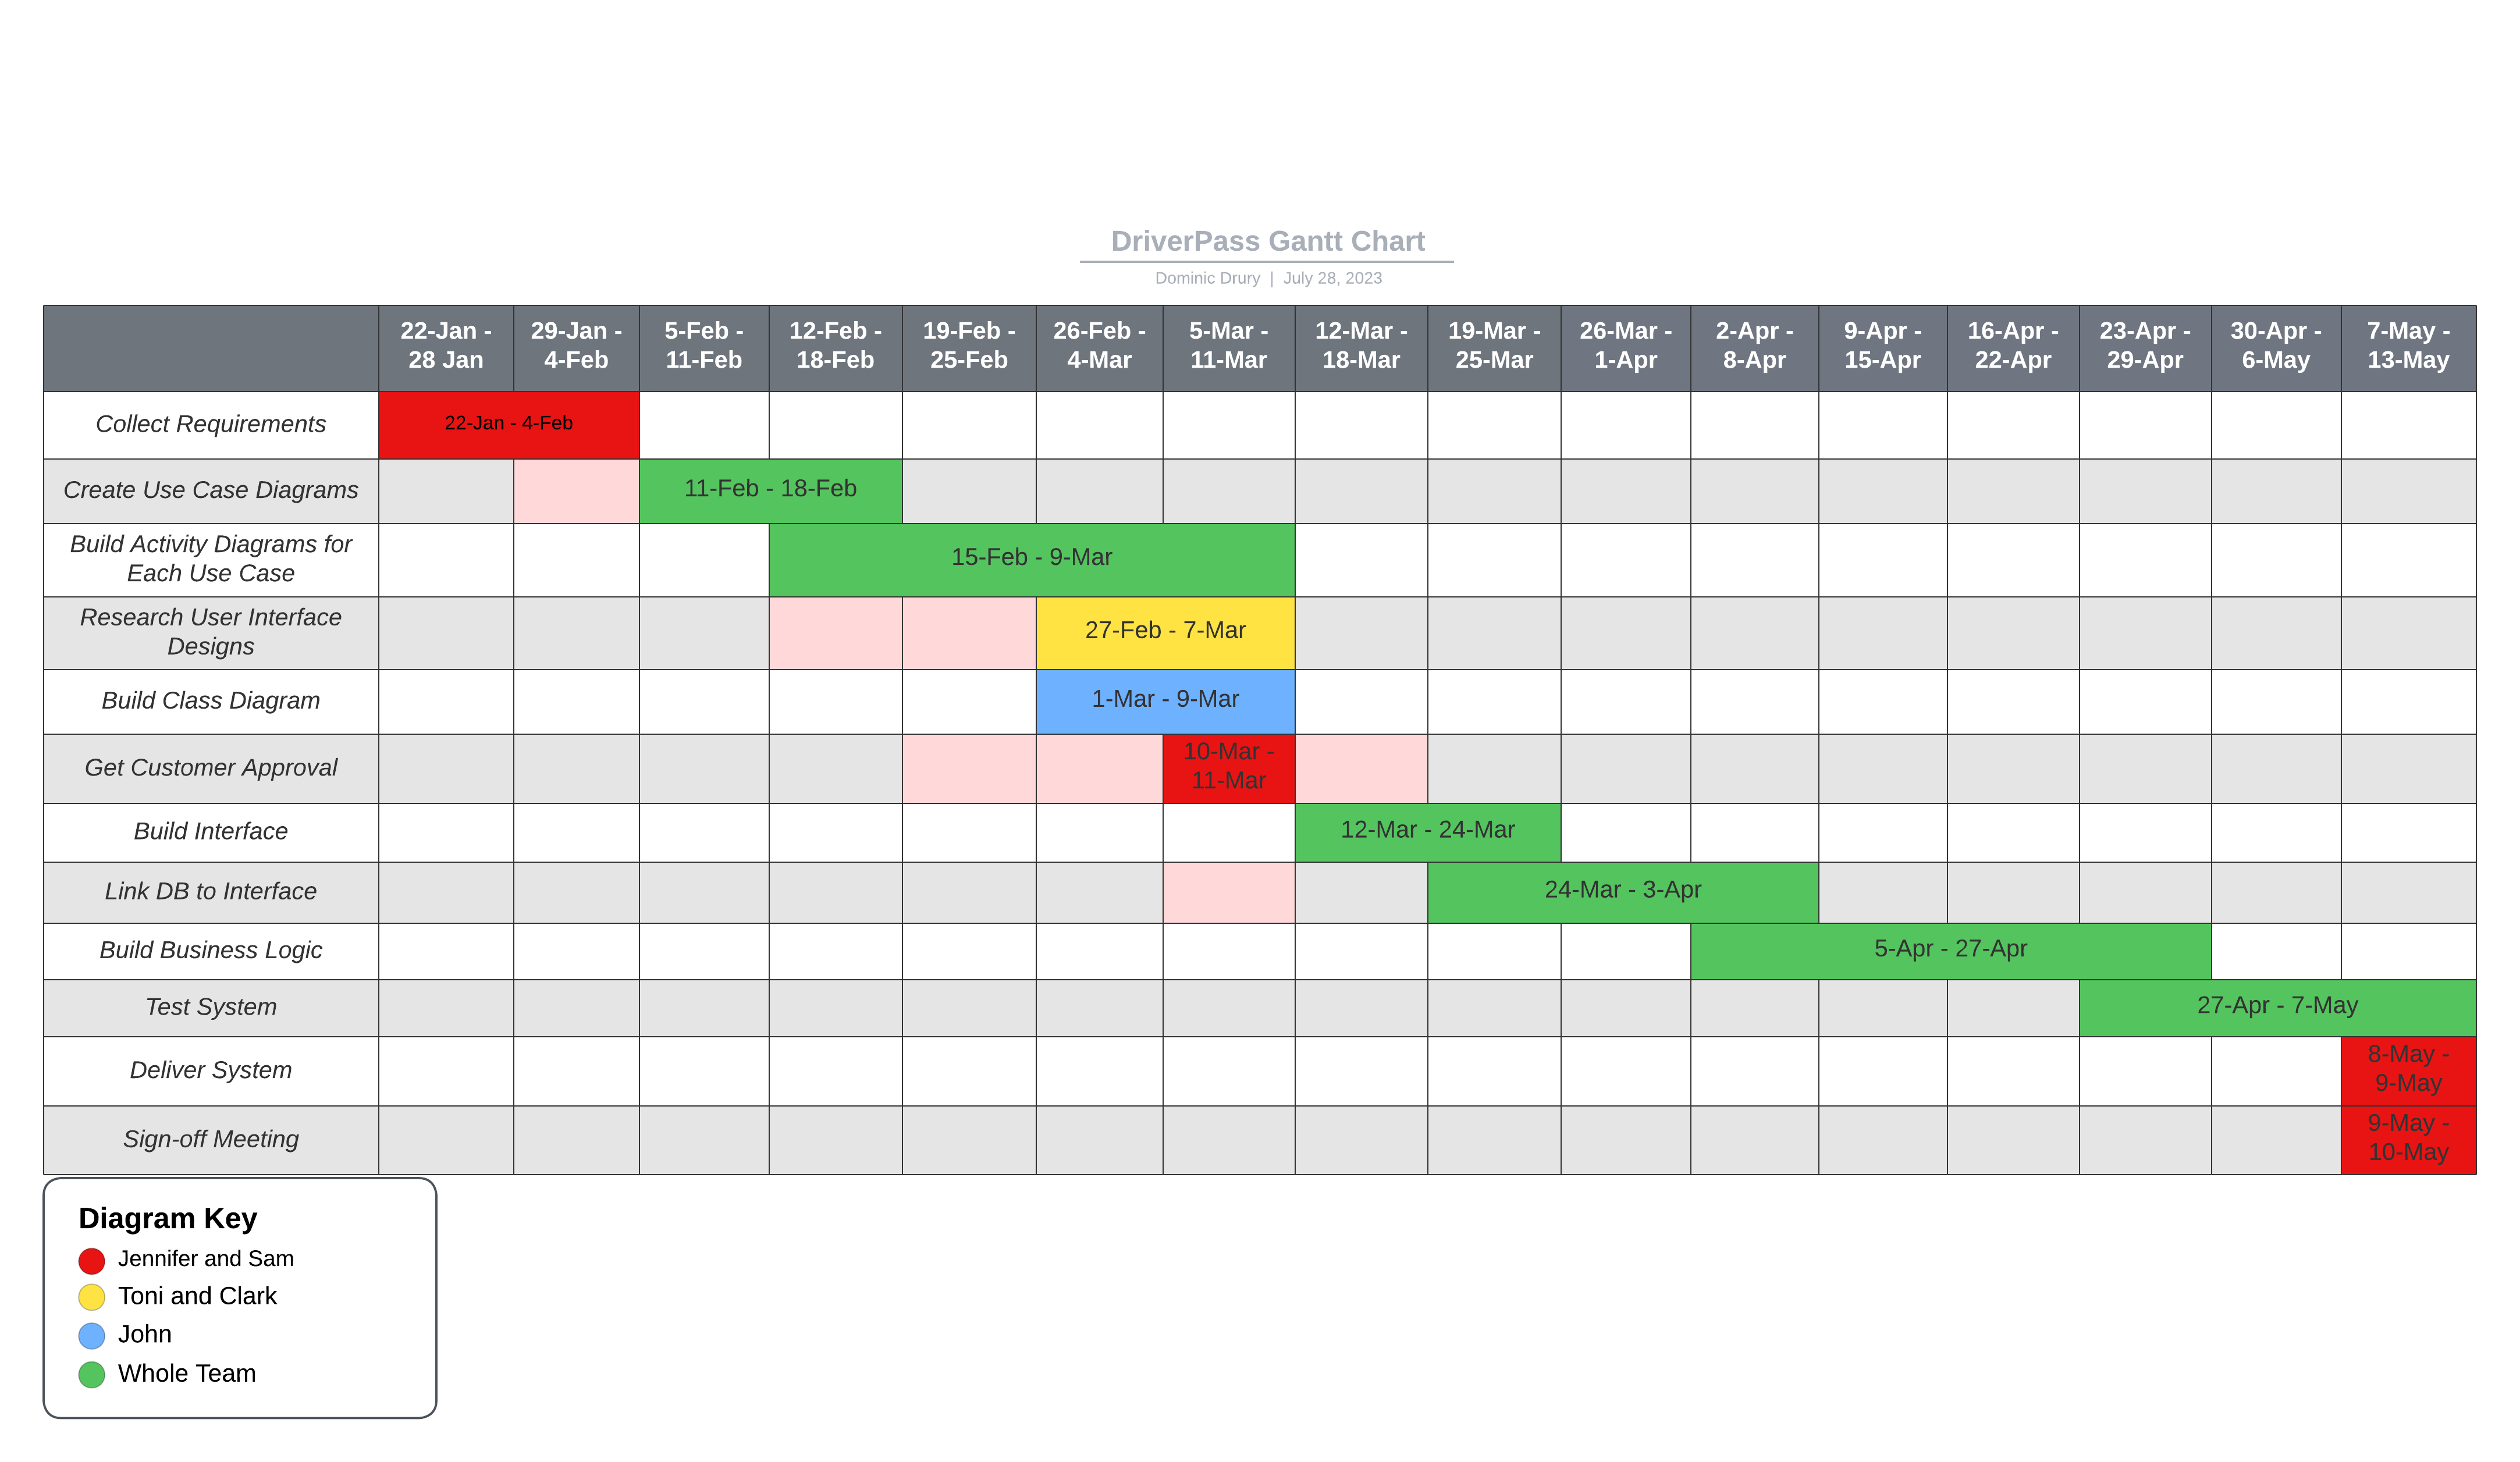 DriverPass Gantt Chart
Dominic Drury | July 28, 2023
22-Jan - 29-Jan - 5-Feb - 12-Feb - 19-Feb - 26-Feb - 5-Mar - 12-Mar - 19-Mar - 26-Mar - 2-Apr - 9-Apr - 16-Apr - 23-Apr - 30-Apr - 7-May -
28 Jan 4-Feb 11-Feb 18-Feb 25-Feb 4-Mar 11-Mar 18-Mar 25-Mar 1-Apr 8-Apr 15-Apr 22-Apr 29-Apr 6-May 13-May
Collect Requirements 22-Jan - 4-Feb
Create Use Case Diagrams 11-Feb - 18-Feb
Build Activity Diagrams for
Each Use Case
15-Feb - 9-Mar
Research User Interface
Designs
27-Feb - 7-Mar
Build Class Diagram 1-Mar - 9-Mar
Get Customer Approval
10-Mar -
11-Mar
Build Interface 12-Mar - 24-Mar
Link DB to Interface 24-Mar - 3-Apr
Build Business Logic 5-Apr - 27-Apr
Test System 27-Apr - 7-May
Deliver System
8-May -
9-May
Sign-off Meeting
9-May -
10-May
Diagram Key
Jennifer and Sam
Toni and Clark
John
Whole Team